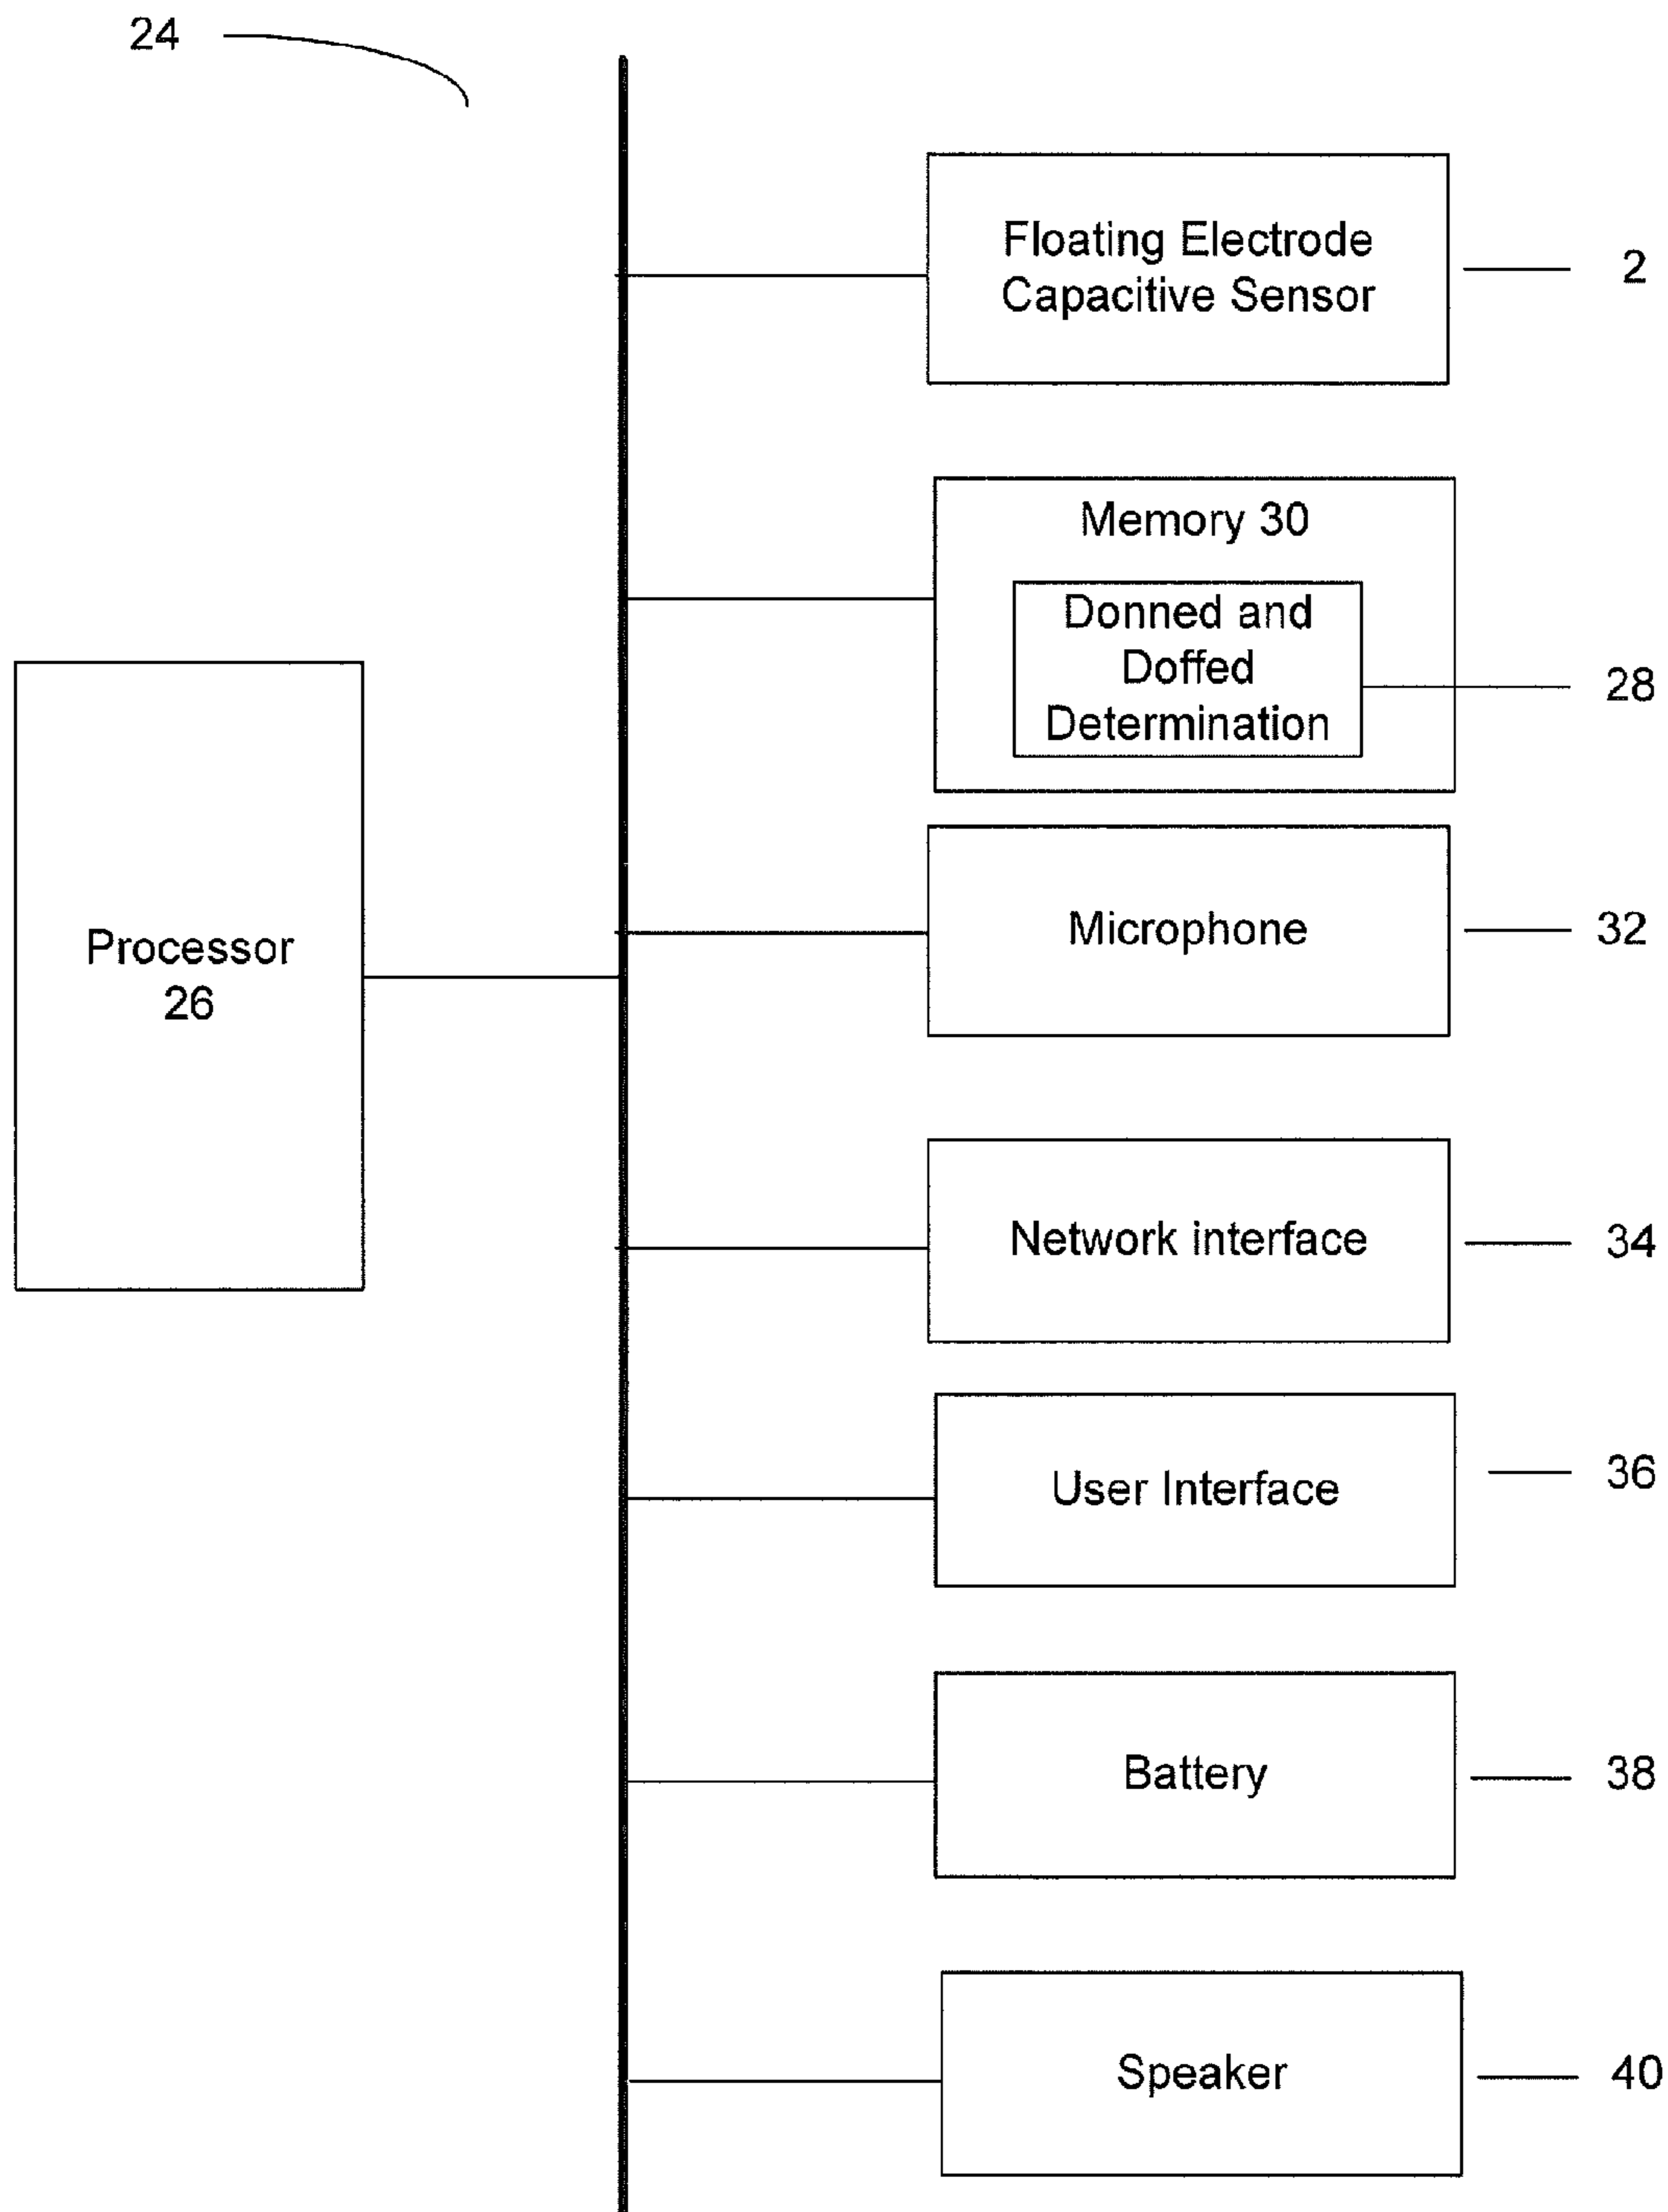 24
Floating Electrode
Capacitive Sensor
2
Memory 30
Donned and
Doffed
Determination
28
Processor
26
Microphone
32
Network interface
34
User Interface
36
Battery
38
Speaker
40